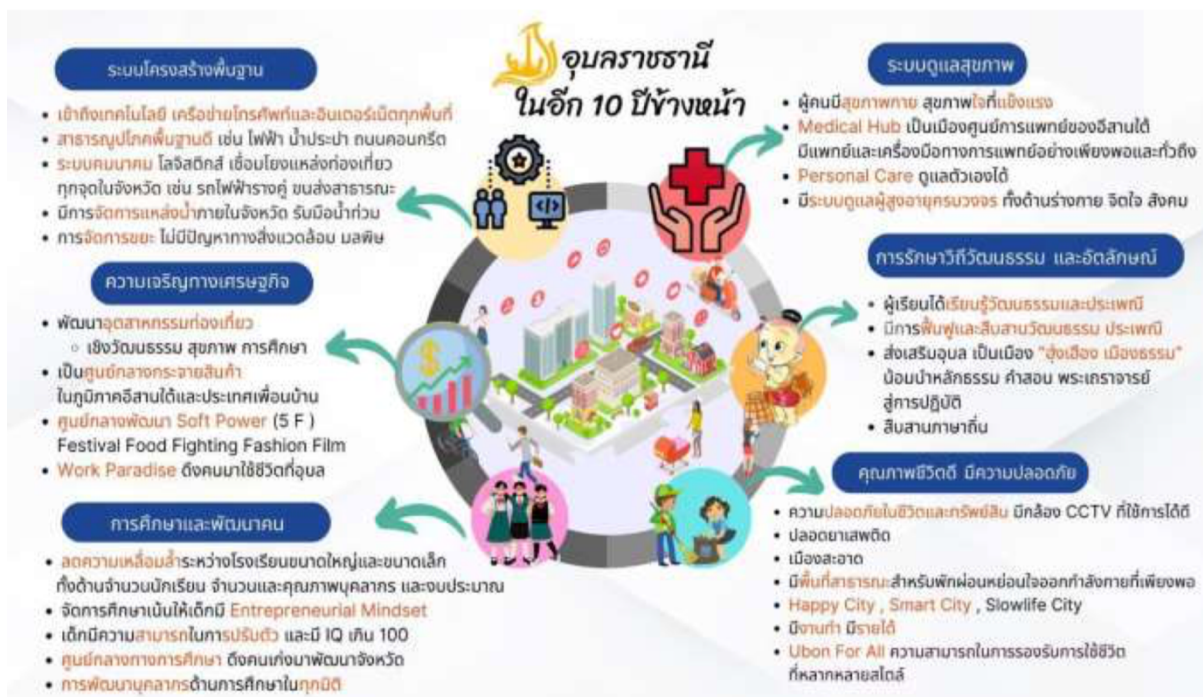 อุบลราชธานี
ในอีก 10 ปีข้างหน้า
ระบบโครงสร้างพื้นฐาน
• เข้าถึงเทคโนโลยี เครือข่ายโทรศัพท์และอินเตอร์เน็ตทุกพื้นที่
• สาธารณูปโภคพื้นฐานดี เช่น ไฟฟ้า น้ำประปา ถนนคอนกรีต
• ระบบคมนาคม โลจิสติกส์ เชื่อมโยงแหล่งท่องเที่ยว
ทุกจุดในจังหวัด เช่น รถไฟฟ้ารางคู่ ขนส่งสาธารณะ
• มีการจัดการแหล่งน้ำภายในจังหวัด รับมือน้ำท่วม
• การจัดการขยะ ไม่มีปัญหาทางสิ่งแวดล้อม มลพิษ
ความเจริญทางเศรษฐกิจ
• พัฒนาอุตสาหกรรมท่องเที่ยว
○ เชิงวัฒนธรรม สุขภาพ การศึกษา
• เป็นศูนย์กลางกระจายสินค้า
ในภูมิภาคอีสานใต้และประเทศเพื่อนบ้าน
• ศูนย์กลางพัฒนา Soft Power (5 F )
Festival Food Fighting Fashion Film
• Work Paradise ดึงคนมาใช้ชีวิตที่อุบล
การศึกษาและพัฒนาคน
• ลดความเหลื่อมล้ำระหว่างโรงเรียนขนาดใหญ่และขนาดเล็ก
ทั้งด้านจำนวนนักเรียน จำนวนและคุณภาพบุคลากร และงบประมาณ
• จัดการศึกษาเน้นให้เด็กมี Entrepreneurial Mindset
• เด็กมีความสามารถในการปรับตัว และมี IQ เกิน 100
• ศูนย์กลางทางการศึกษา ดึงคนเก่งมาพัฒนาจังหวัด
• การพัฒนาบุคลากรด้านการศึกษาในทุกมิติ
ระบบดูแลสุขภาพ
• ผู้คนมีสุขภาพกาย สุขภาพใจที่แข็งแรง
• Medical Hub เป็นเมืองศูนย์การแพทย์ของอีสานใต้
มีแพทย์และเครื่องมือทางการแพทย์อย่างเพียงพอและทั่วถึง
• Personal Care ดูแลตัวเองได้
• มีระบบดูแลผู้สูงอายุครบวงจร ทั้งด้านร่างกาย จิตใจ สังคม
การรักษาวิถีวัฒนธรรม และอัตลักษณ์
• ผู้เรียนได้เรียนรู้วัฒนธรรมและประเพณี
• มีการฟื้นฟูและสืบสานวัฒนธรรม ประเพณี
• ส่งเสริมอุบล เป็นเมือง "ฮุ่งเฮือง เมืองธรรม"
น้อมนำหลักธรรม คำสอน พระเถราจารย์
สู่การปฏิบัติ
• สืบสานภาษาถิ่น
คุณภาพชีวิตดี มีความปลอดภัย
• ความปลอดภัยในชีวิตและทรัพย์สิน มีกล้อง CCTV ที่ใช้การได้ดี
• ปลอดยาเสพติด
• เมืองสะอาด
• มีพื้นที่สาธารณะสำหรับพักผ่อนหย่อนใจออกกำลังกายที่เพียงพอ
• Happy City , Smart City , Slowlife City
• มีงานทำ มีรายได้
• Ubon For All ความสามารถในการรองรับการใช้ชีวิต
ที่หลากหลายสไตล์